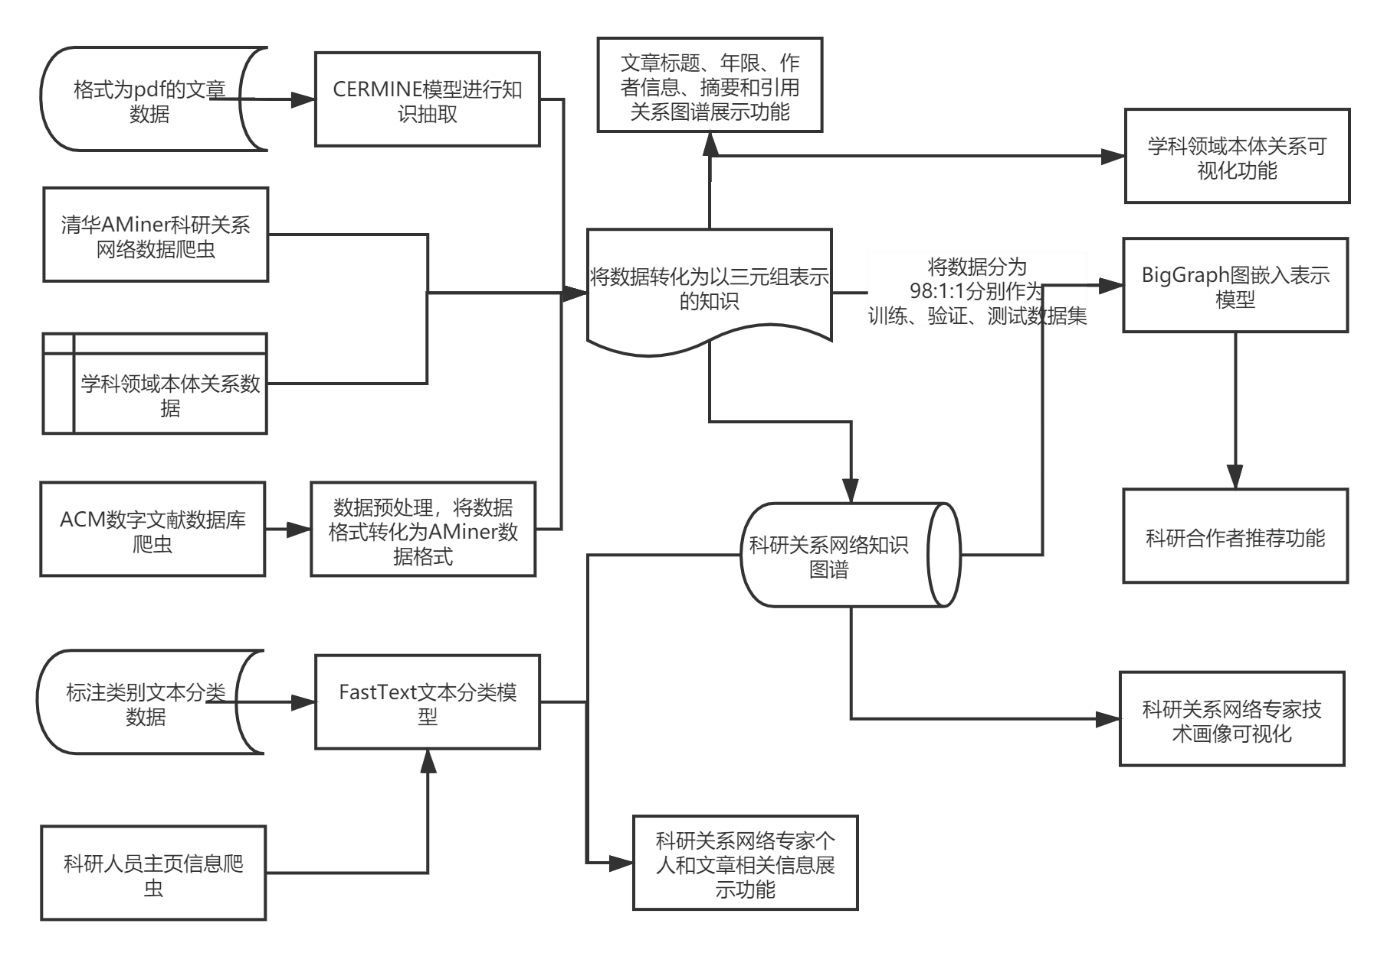 格式为pdf的文章
数据
CERMINE模型进行知
识抽取
文章标题、年限、作
者信息、摘要和引用
关系图谱展示功能
学科领域本体关系可
视化功能
清华AMiner科研关系
网络数据爬虫
将数据转化为以三元组表示
的知识
将数据分为
98:1:1分别作为
训练、验证、测试数据集
BigGraph图嵌入表示
模型
学科领域本体关系数
据
ACM数字文献数据库
爬虫
数据预处理，将数据
格式转化为AMiner数
据格式
科研关系网络知识
图谱
科研合作者推荐功能
标注类别文本分类
数据
FastText文本分类模
型
科研关系网络专家技
术画像可视化
科研人员主页信息爬
虫
科研关系网络专家个
人和文章相关信息展
示功能